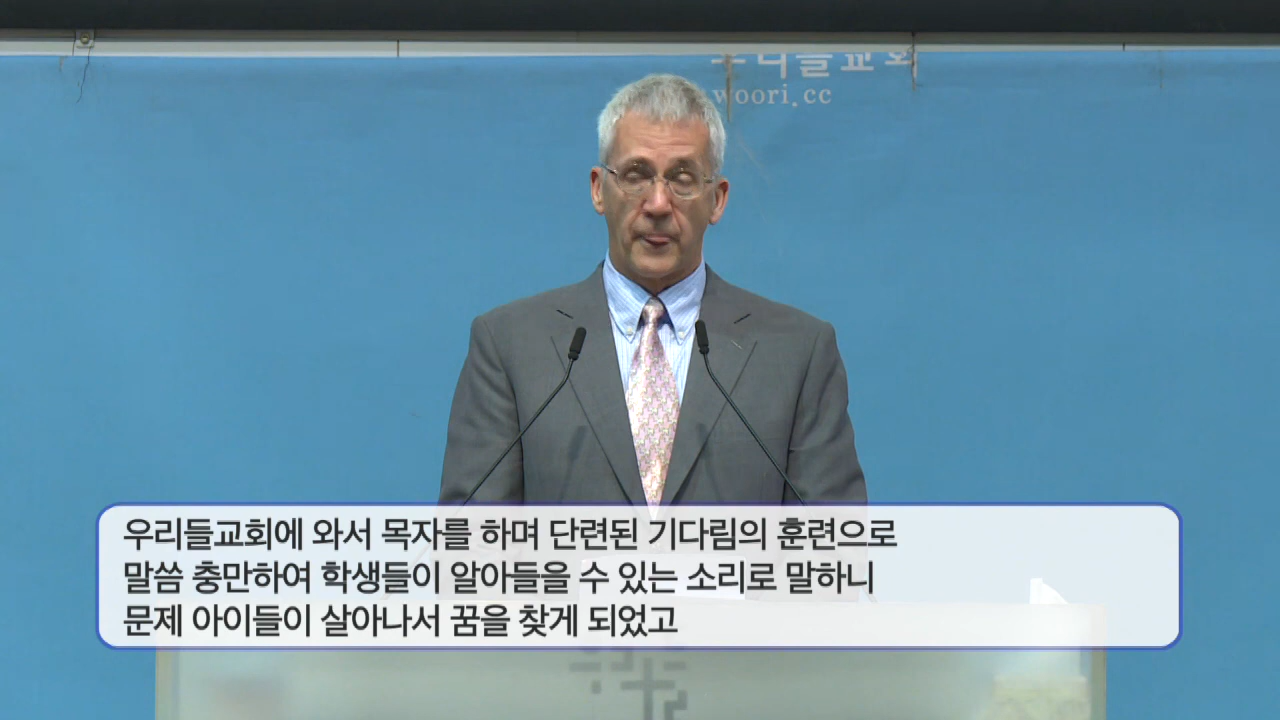 우리들교회
woori.cc
우리들교회에 와서 목자를 하며 단련된 기다림의 훈련으로
말씀 충만하여 학생들이 알아들을 수 있는 소리로 말하니
문제 아이들이 살아나서 꿈을 찾게 되었고